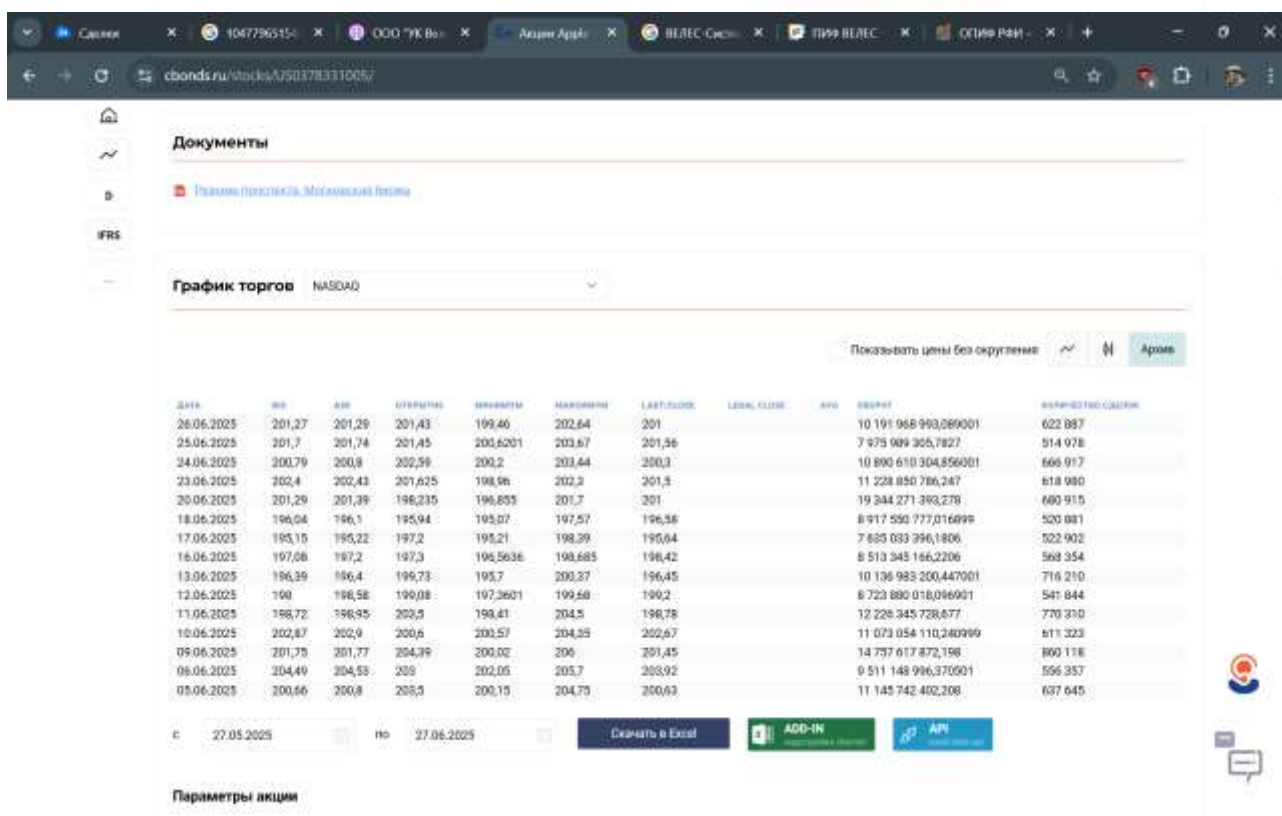 Сделки
ООО "УК Ве
Акции Apple
ВЕЛЕС-Систе
ПИФ ВЕЛЕС
ОПИФ РФИ -
cbonds.ru/stocks/US0378331005/
Документы
D
IFRS
...
График торгов NASDAQ
Показывать цены без округления Архив
ДАТА BID ASK ОТКРЫТИЕ МИНИМУМ МАКСИМУМ LAST/CLOSE LEGAL CLOSE AVG ОБОРОТ КОЛИЧЕСТВО СДЕЛОК
26.06.2025 201,27 201,29 201,43 199,46 202,64 201 10 191 968 993,089001 622 887
25.06.2025 201,7 201,74 201,45 200,6201 203,67 201,56 7 975 989 305,7827 514 978
24.06.2025 200,79 200,8 202,59 200,2 203,44 200,3 10 890 610 304,856001 666 917
23.06.2025 202,4 202,43 201,625 198,96 202,3 201,5 11 228 850 786,247 618 980
20.06.2025 201,29 201,39 198,235 196,855 201,7 201 19 344 271 393,278 680 915
18.06.2025 196,04 196,1 195,94 195,07 197,57 196,58 8 917 550 777,016899 520 881
17.06.2025 195,15 195,22 197,2 195,21 198,39 195,64 7 635 033 396,1806 522 902
16.06.2025 197,08 197,2 197,3 196,5636 198,685 198,42 8 513 345 166,2206 568 354
13.06.2025 196,39 196,4 199,73 195,7 200,37 196,45 10 136 983 200,447001 716 210
12.06.2025 198 198,58 199,08 197,3601 199,68 199,2 8 723 880 018,096901 541 844
11.06.2025 198,72 198,95 203,5 198,41 204,5 198,78 12 226 345 728,677 770 310
10.06.2025 202,87 202,9 200,6 200,57 204,35 202,67 11 073 054 110,240999 611 323
09.06.2025 201,75 201,77 204,39 200,02 206 201,45 14 757 617 872,198 860 118
06.06.2025 204,49 204,53 203 202,05 205,7 203,92 9 511 148 996,370501 556 357
05.06.2025 200,66 200,8 203,5 200,15 204,75 200,63 11 145 742 402,208 637 645
с 27.05.2025 по 27.06.2025 Скачать в Excel ADD-IN API
Параметры акции